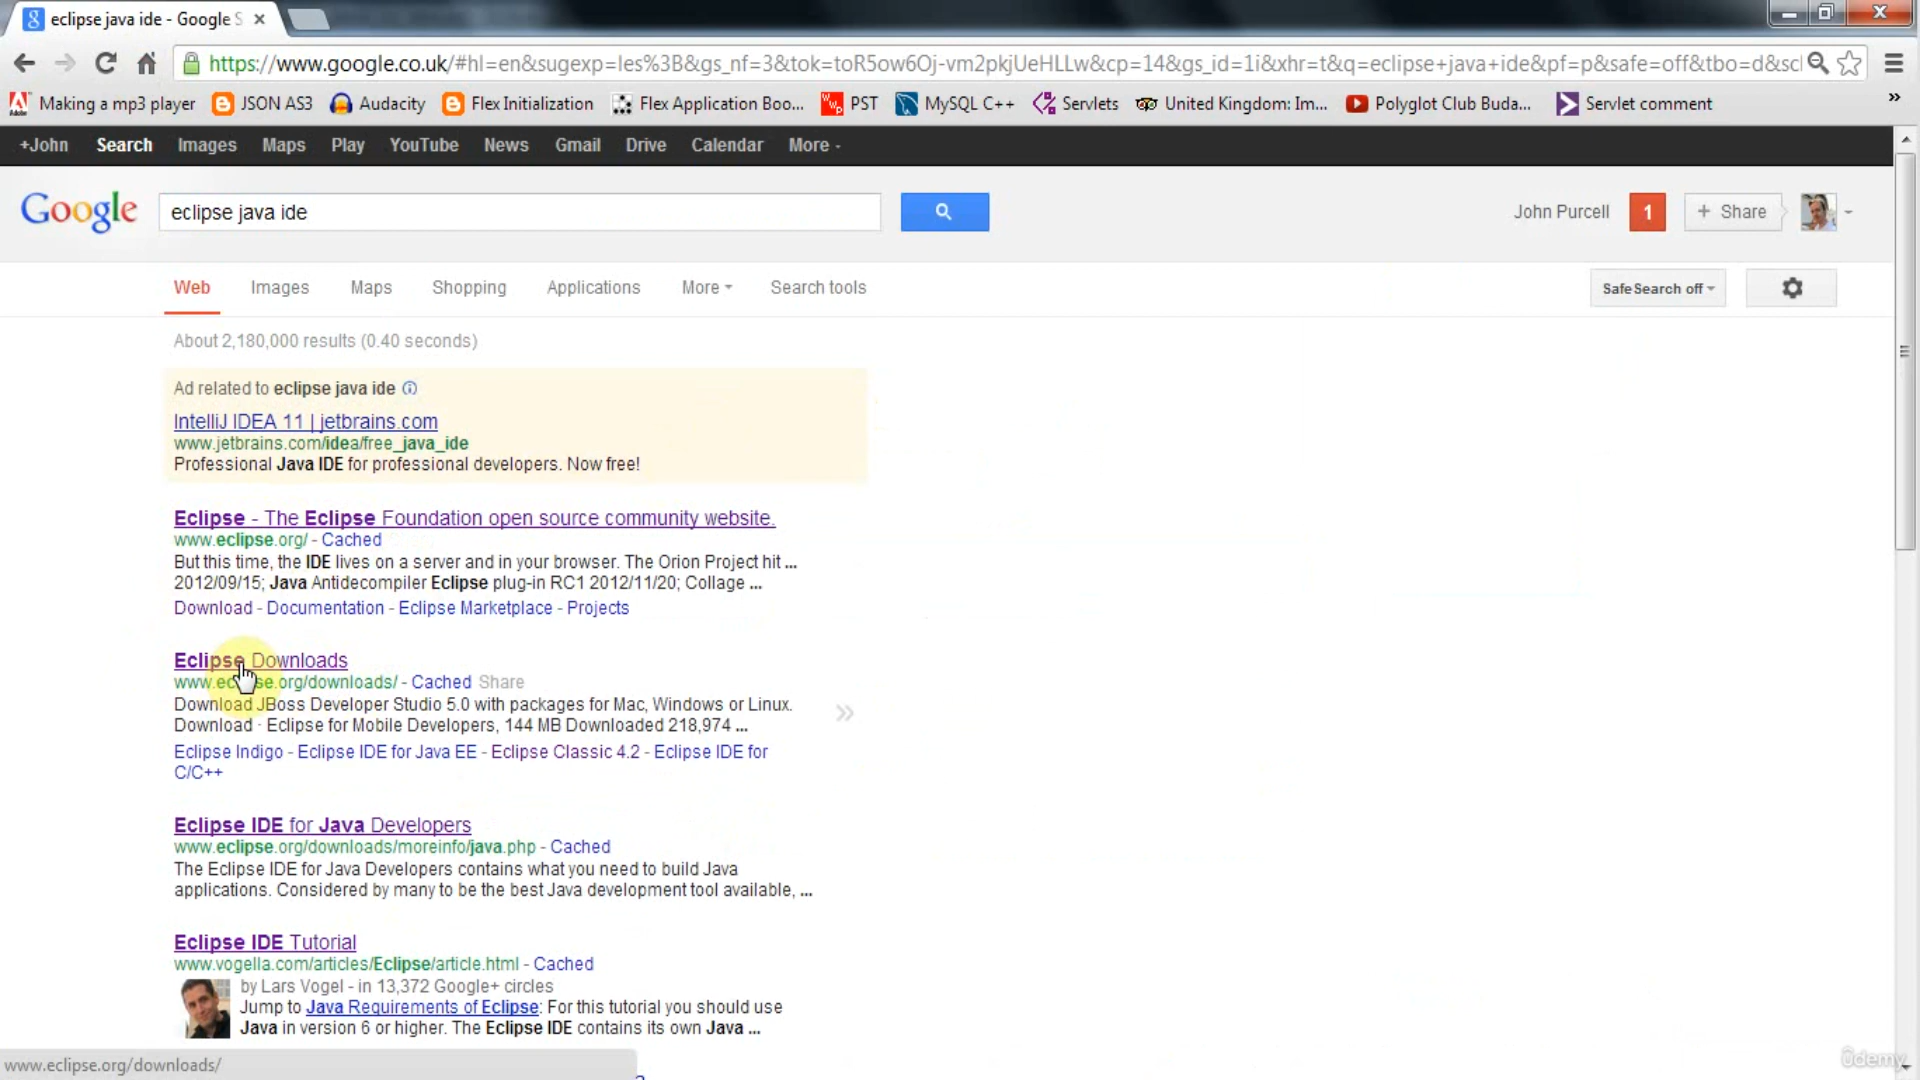 eclipse java ide - Google S
https://www.google.co.uk/#hl=en&sugexp=les%3B&gs_nf=3&tok=toR5ow6Oj-vm2pkjUeHLLw&cp=14&gs_id=1i&xhr=t&q=eclipse+java+ide&pf=p&safe=off&tbo=d&scl
Making a mp3 player JSON AS3 Audacity Flex Initialization Flex Application Boo... PST MySQL C++ Servlets United Kingdom: Im... Polyglot Club Buda... Servlet comment »
+John Search Images Maps Play YouTube News Gmail Drive Calendar More
Google eclipse java ide John Purcell 1 + Share
Web Images Maps Shopping Applications More Search tools SafeSearch off
About 2,180,000 results (0.40 seconds)
Ad related to eclipse java ide
IntelliJ IDEA 11 | jetbrains.com
www.jetbrains.com/idea/free_java_ide
Professional Java IDE for professional developers. Now free!
Eclipse - The Eclipse Foundation open source community website.
www.eclipse.org/ - Cached
But this time, the IDE lives on a server and in your browser. The Orion Project hit ...
2012/09/15; Java Antidecompiler Eclipse plug-in RC1 2012/11/20; Collage ...
Download - Documentation - Eclipse Marketplace - Projects
Eclipse Downloads
www.eclipse.org/downloads/ - Cached Share
Download JBoss Developer Studio 5.0 with packages for Mac, Windows or Linux.
Download · Eclipse for Mobile Developers, 144 MB Downloaded 218,974 ...
Eclipse Indigo - Eclipse IDE for Java EE - Eclipse Classic 4.2 - Eclipse IDE for
C/C++
Eclipse IDE for Java Developers
www.eclipse.org/downloads/moreinfo/java.php - Cached
The Eclipse IDE for Java Developers contains what you need to build Java
applications. Considered by many to be the best Java development tool available, ...
Eclipse IDE Tutorial
www.vogella.com/articles/Eclipse/article.html - Cached
by Lars Vogel - in 13,372 Google+ circles
Jump to Java Requirements of Eclipse: For this tutorial you should use
Java in version 6 or higher. The Eclipse IDE contains its own Java ...
www.eclipse.org/downloads/
ûdemy